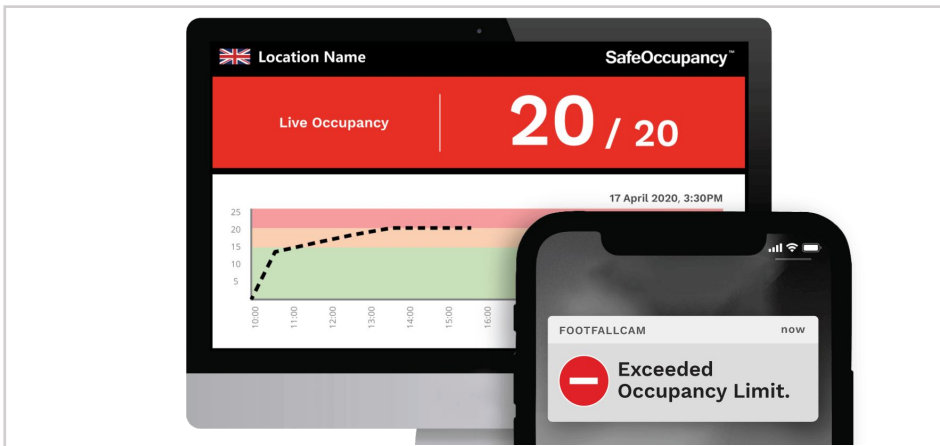 Location Name
SafeOccupancy™
Live Occupancy
20 / 20
17 April 2020, 3:30PM
25
20
15
10
5
10:00
11:00
12:00
13:00
14:00
15:00
16:00
FOOTFALLCAM
now
Exceeded
Occupancy Limit.